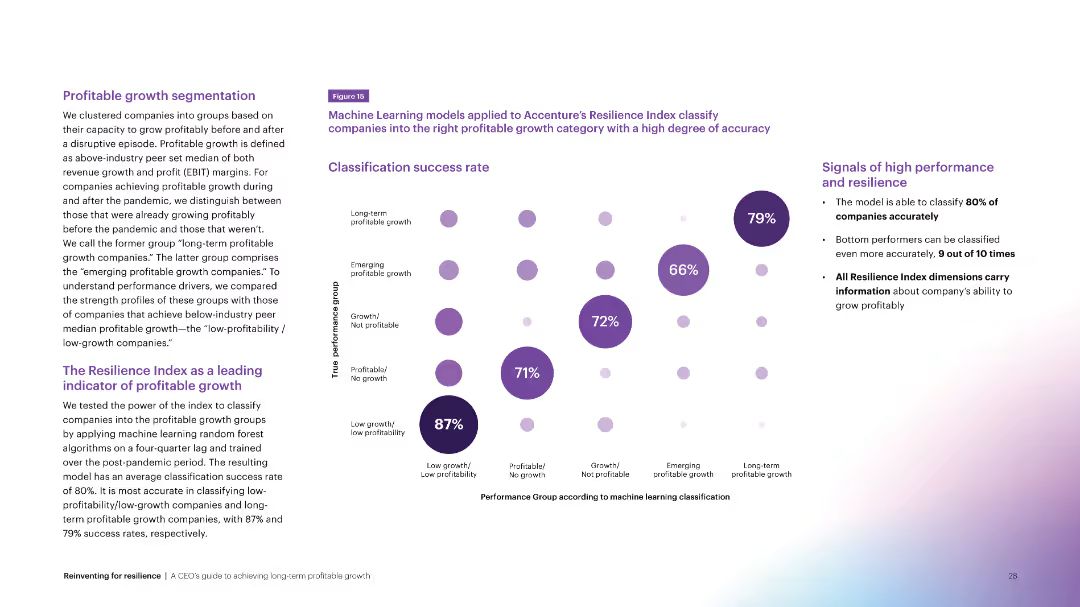 Profitable growth segmentation
We clustered companies into groups based on
their capacity to grow profitably before and after
a disruptive episode. Profitable growth is defined
as above-industry peer set median of both
revenue growth and profit (EBIT) margins. For
companies achieving profitable growth during
and after the pandemic, we distinguish between
those that were already growing profitably
before the pandemic and those that weren't.
We call the former group "long-term profitable
growth companies." The latter group comprises
the "emerging profitable growth companies." To
understand performance drivers, we compared
the strength profiles of these groups with those
of companies that achieve below-industry peer
median profitable growth—the "low-profitability /
low-growth companies."
The Resilience Index as a leading
indicator of profitable growth
We tested the power of the index to classify
companies into the profitable growth groups
by applying machine learning random forest
algorithms on a four-quarter lag and trained
over the post-pandemic period. The resulting
model has an average classification success rate
of 80%. It is most accurate in classifying low-
profitability/low-growth companies and long-
term profitable growth companies, with 87% and
79% success rates, respectively.
Figure 15
Machine Learning models applied to Accenture's Resilience Index classify
companies into the right profitable growth category with a high degree of accuracy
Classification success rate
True performance group
Long-term
profitable growth
79%
Emerging
profitable growth
66%
Growth/
Not profitable
72%
Profitable/
No growth
71%
Low growth/
low profitability
87%
Low growth/
Low profitability
Profitable/
No growth
Growth/
Not profitable
Emerging
profitable growth
Long-term
profitable growth
Performance Group according to machine learning classification
Signals of high performance
and resilience
• The model is able to classify 80% of
companies accurately
• Bottom performers can be classified
even more accurately, 9 out of 10 times
• All Resilience Index dimensions carry
information about company's ability to
grow profitably
Reinventing for resilience | A CEO's guide to achieving long-term profitable growth
28